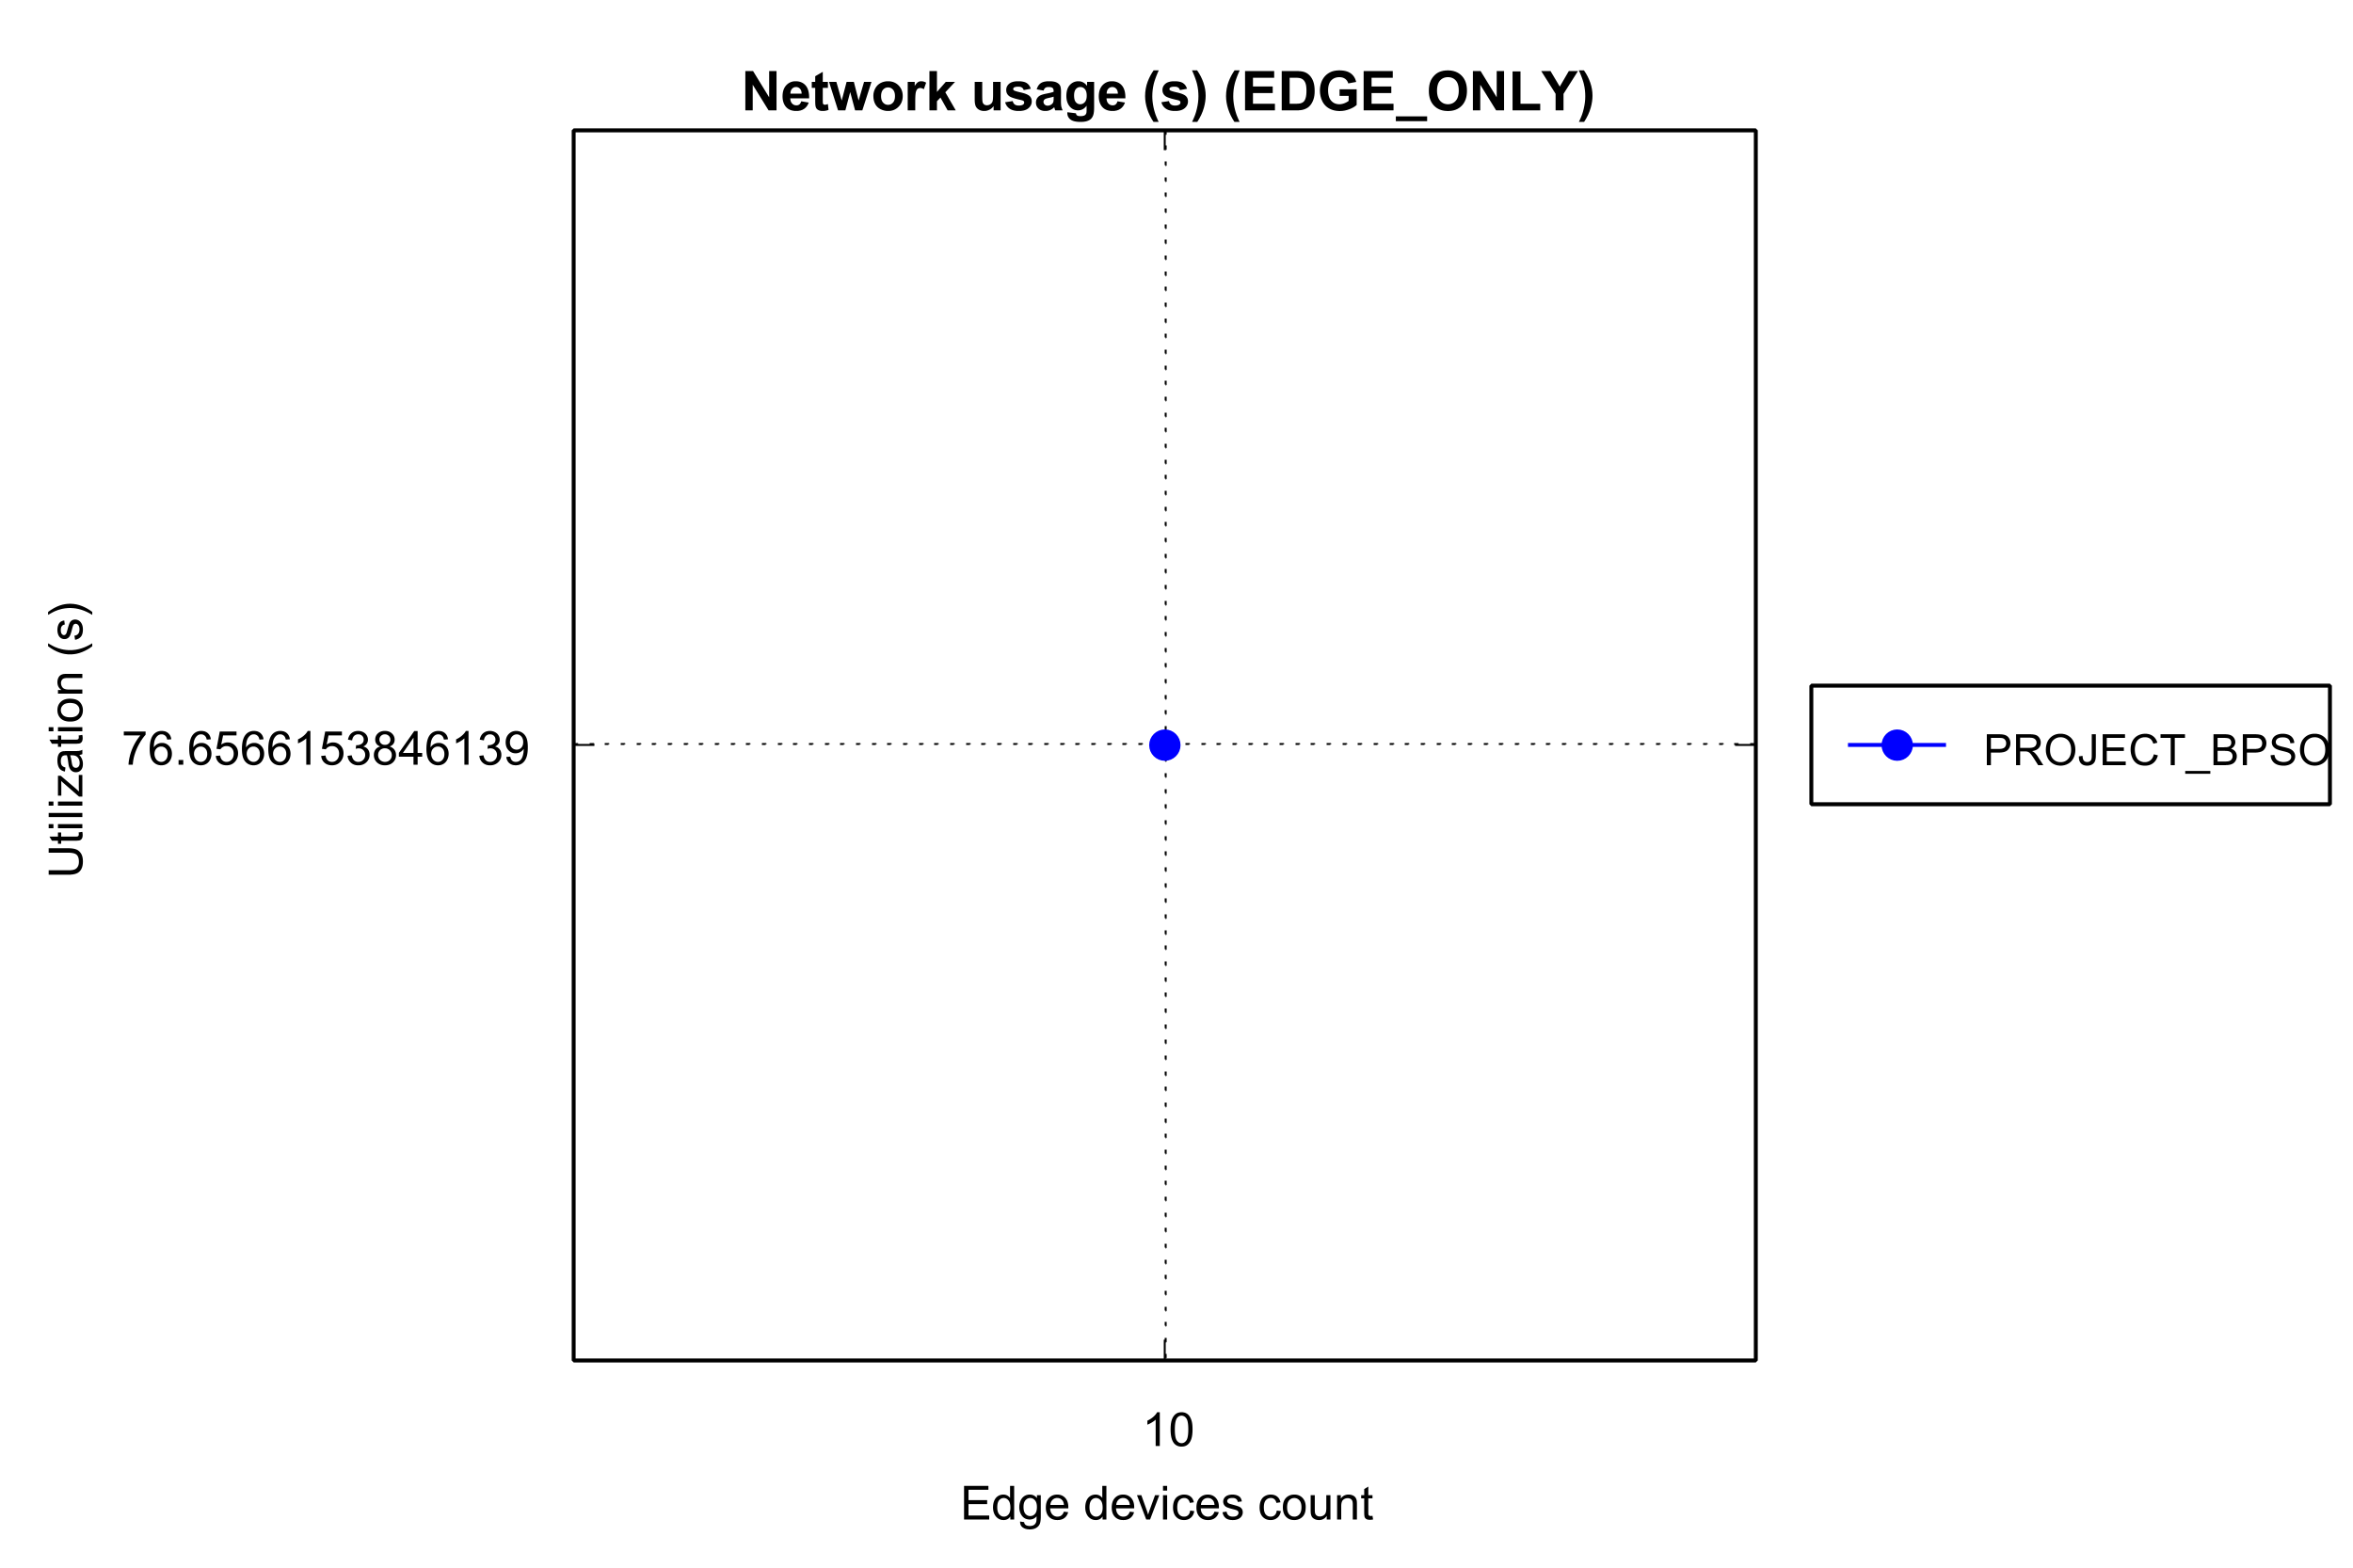 Network usage (s) (EDGE_ONLY)
Utilization (s)
76.6566153846139
PROJECT_BPSO
10
Edge devices count